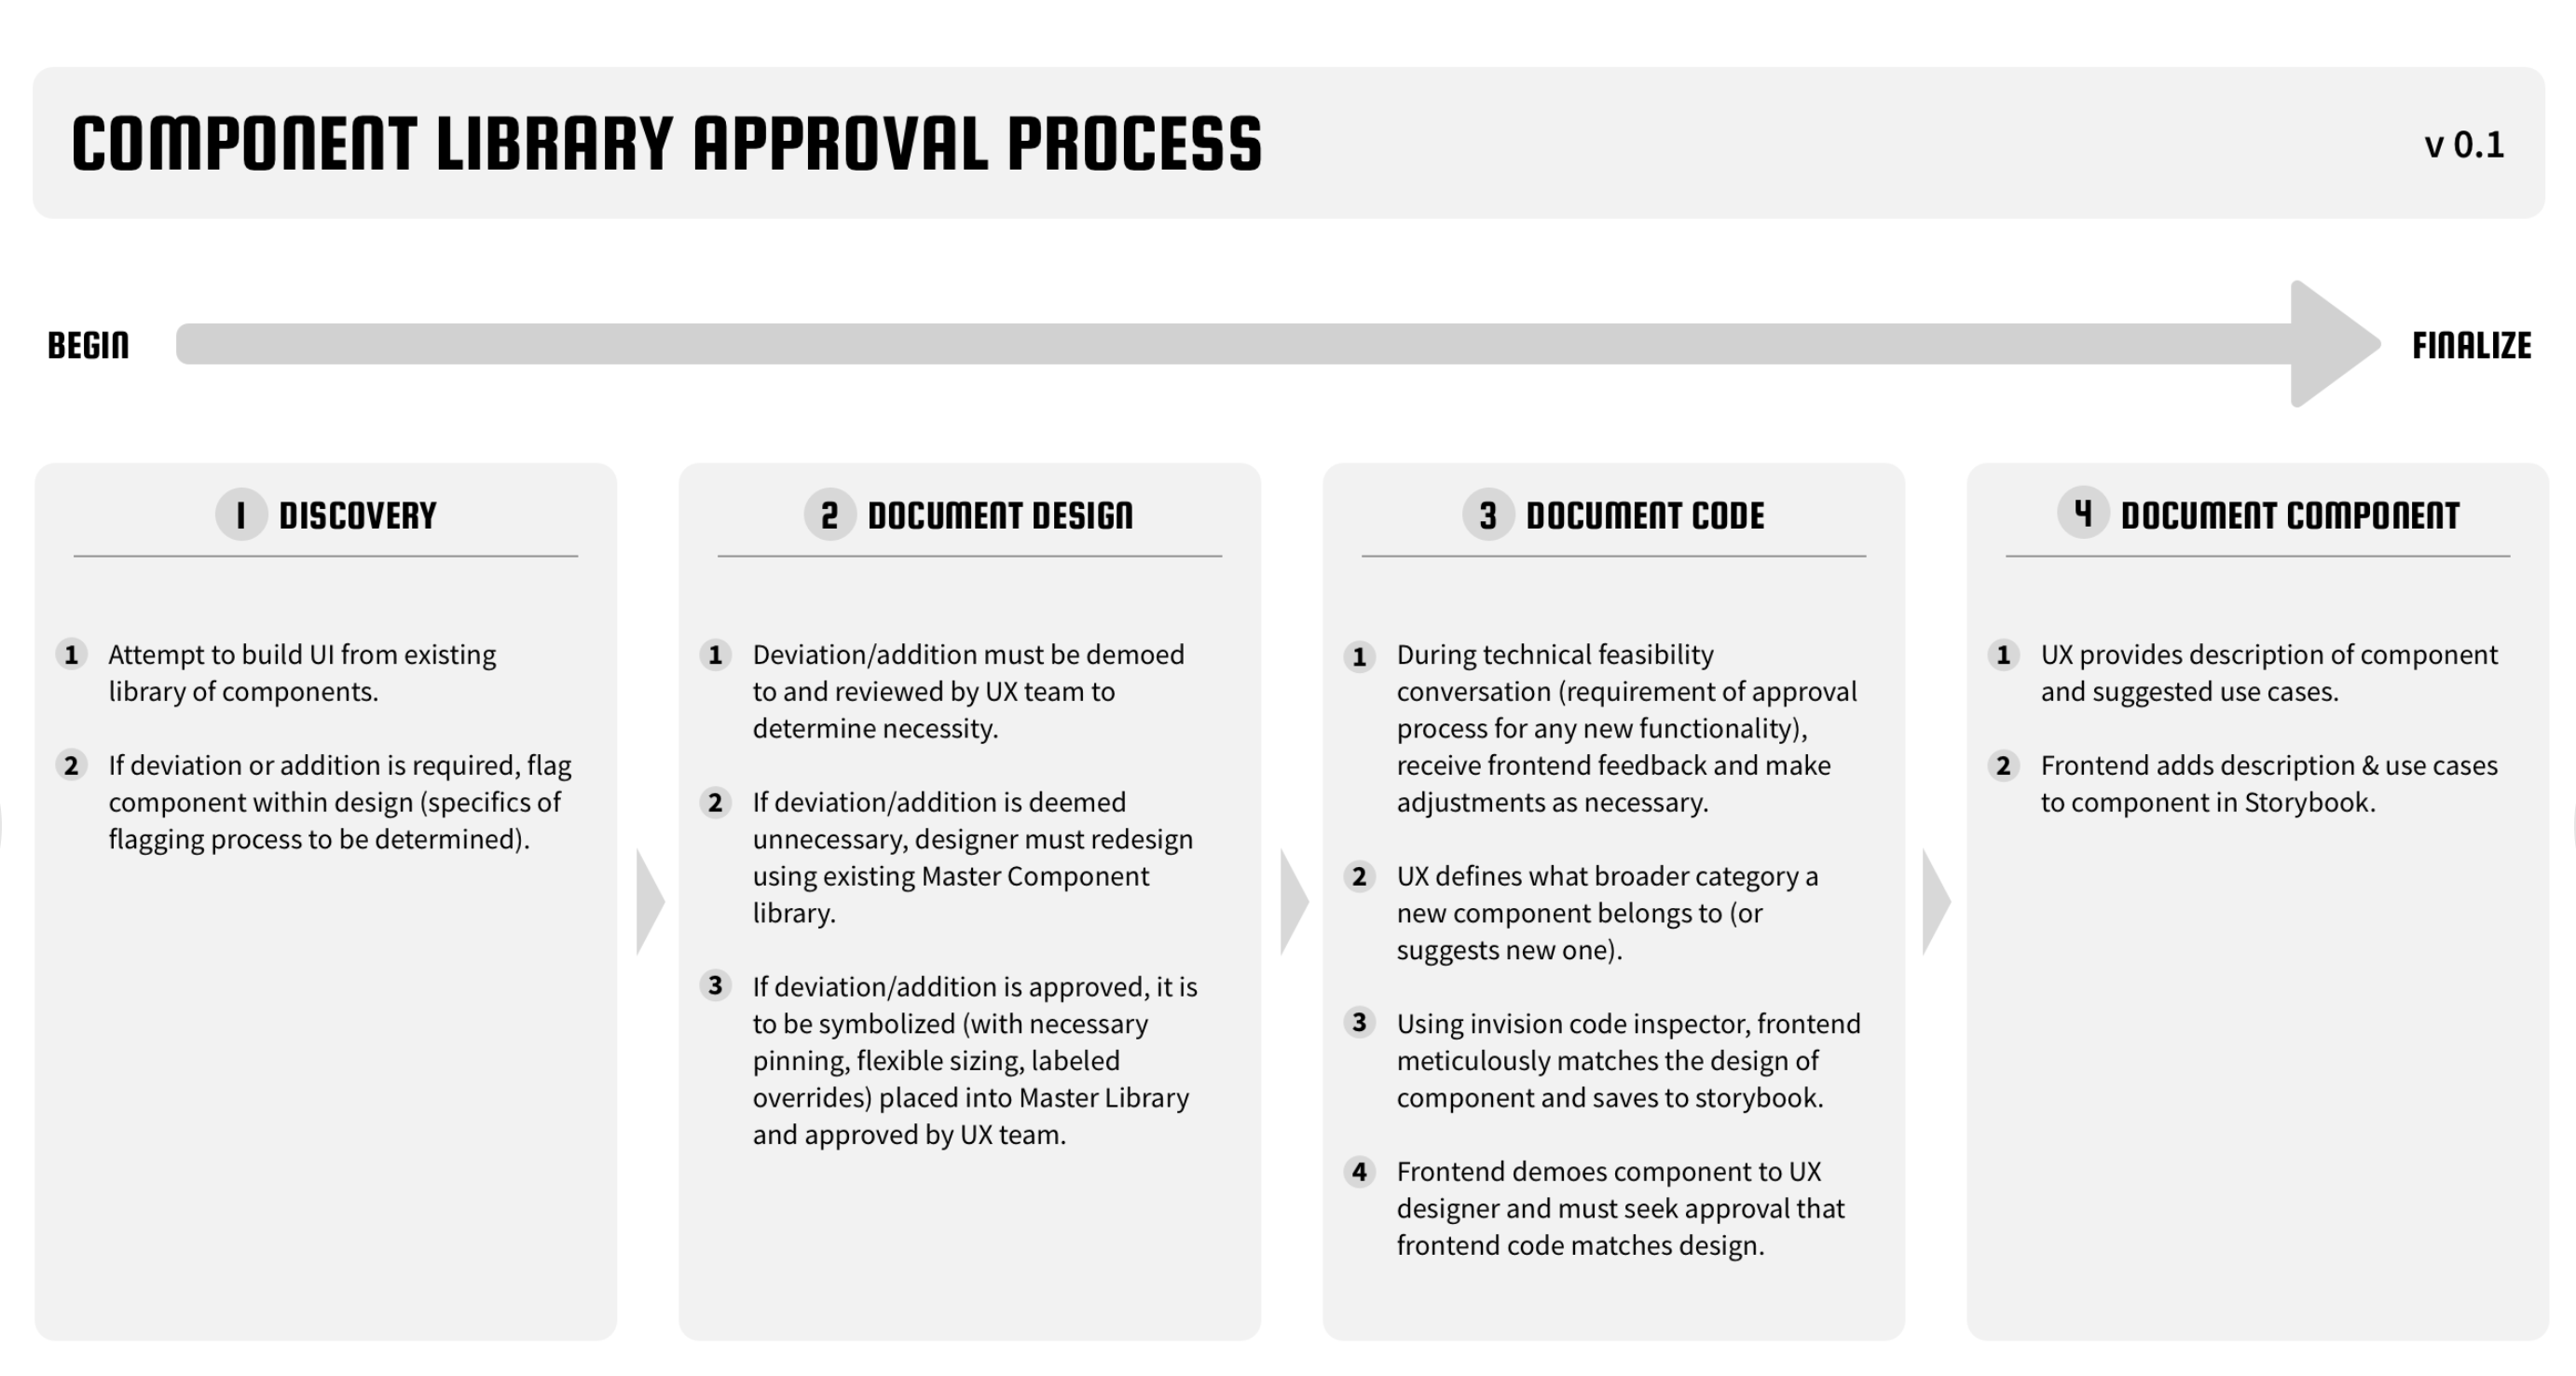 COMPONENT LIBRARY APPROVAL PROCESS
v 0.1
BEGIN
FINALIZE
1 DISCOVERY
1 Attempt to build UI from existing
library of components.
2 If deviation or addition is required, flag
component within design (specifics of
flagging process to be determined).
2 DOCUMENT DESIGN
1 Deviation/addition must be demoed
to and reviewed by UX team to
determine necessity.
2 If deviation/addition is deemed
unnecessary, designer must redesign
using existing Master Component
library.
3 If deviation/addition is approved, it is
to be symbolized (with necessary
pinning, flexible sizing, labeled
overrides) placed into Master Library
and approved by UX team.
3 DOCUMENT CODE
1 During technical feasibility
conversation (requirement of approval
process for any new functionality),
receive frontend feedback and make
adjustments as necessary.
2 UX defines what broader category a
new component belongs to (or
suggests new one).
3 Using invision code inspector, frontend
meticulously matches the design of
component and saves to storybook.
4 Frontend demoes component to UX
designer and must seek approval that
frontend code matches design.
4 DOCUMENT COMPONENT
1 UX provides description of component
and suggested use cases.
2 Frontend adds description & use cases
to component in Storybook.